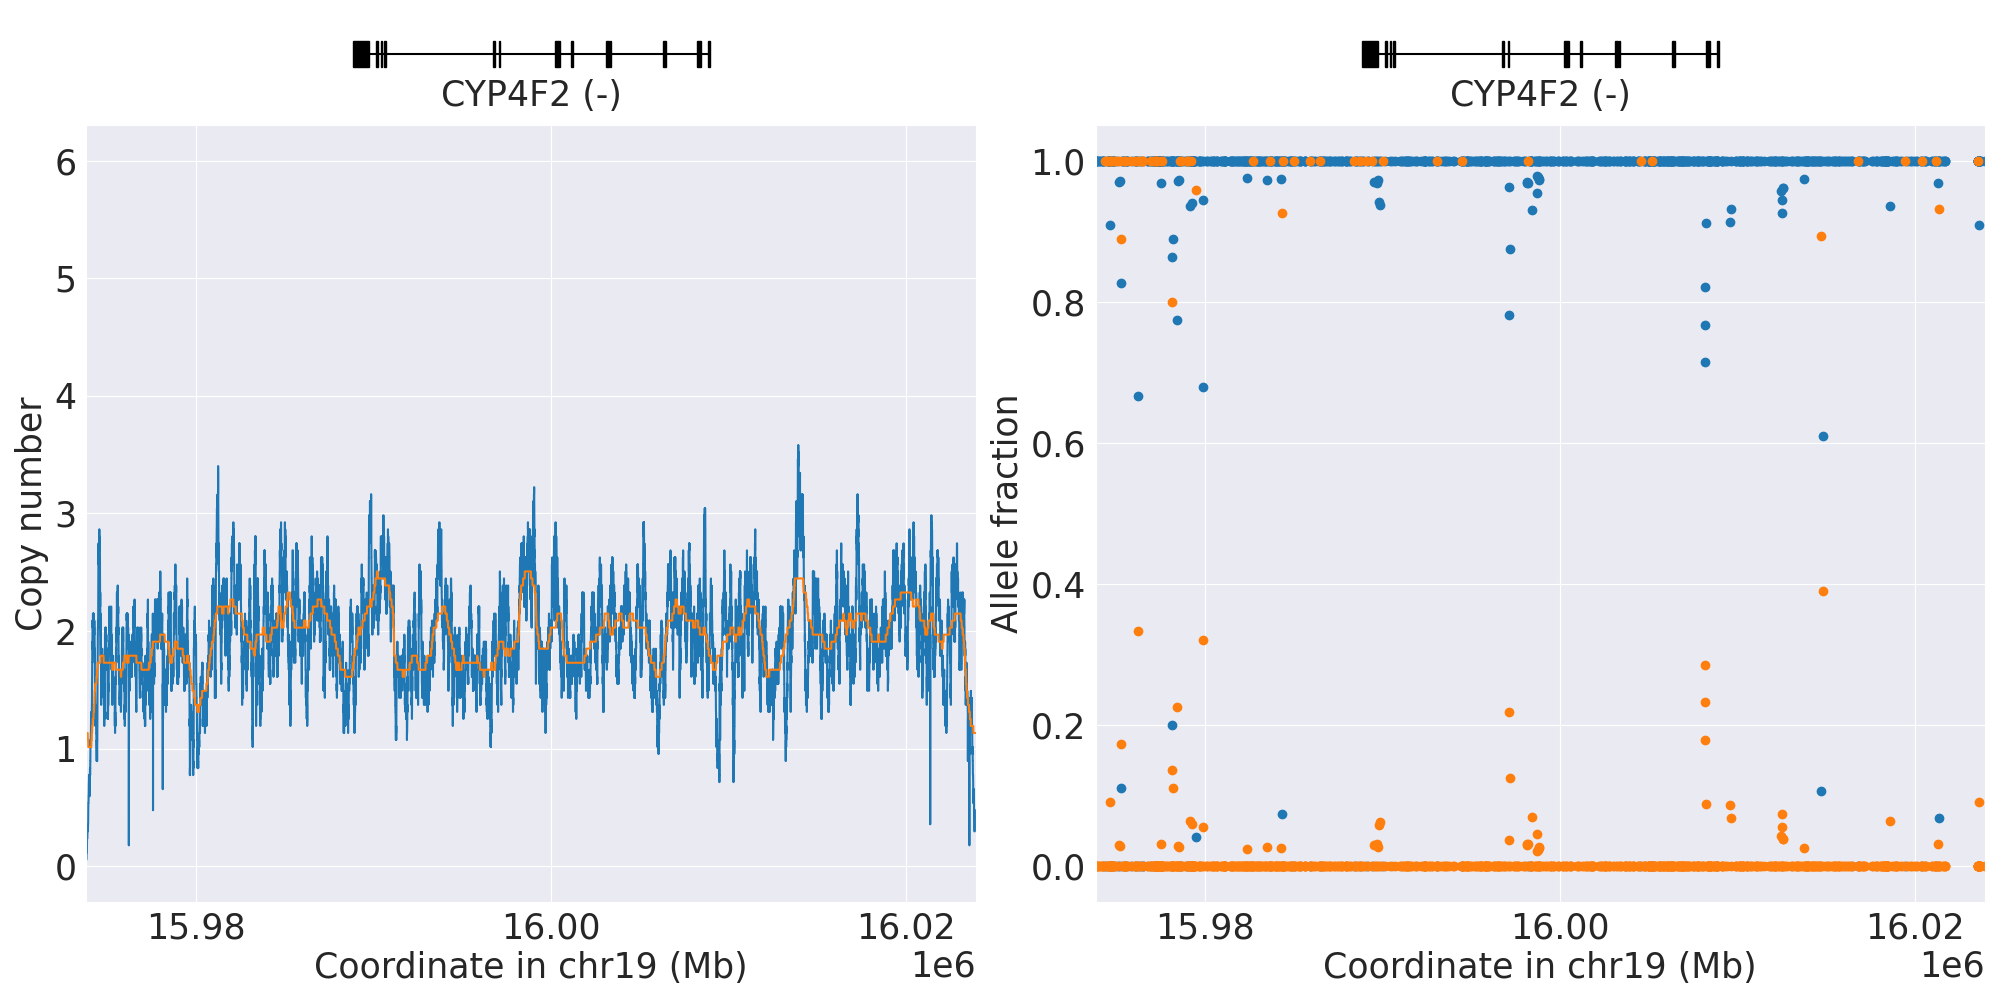 CYP4F2 (-)
6
5
4
3
2
1
0
Copy number
15.98
16.00
16.02
Coordinate in chr19 (Mb)
1e6
CYP4F2 (-)
1.0
0.8
0.6
0.4
0.2
0.0
Allele fraction
15.98
16.00
16.02
Coordinate in chr19 (Mb)
1e6